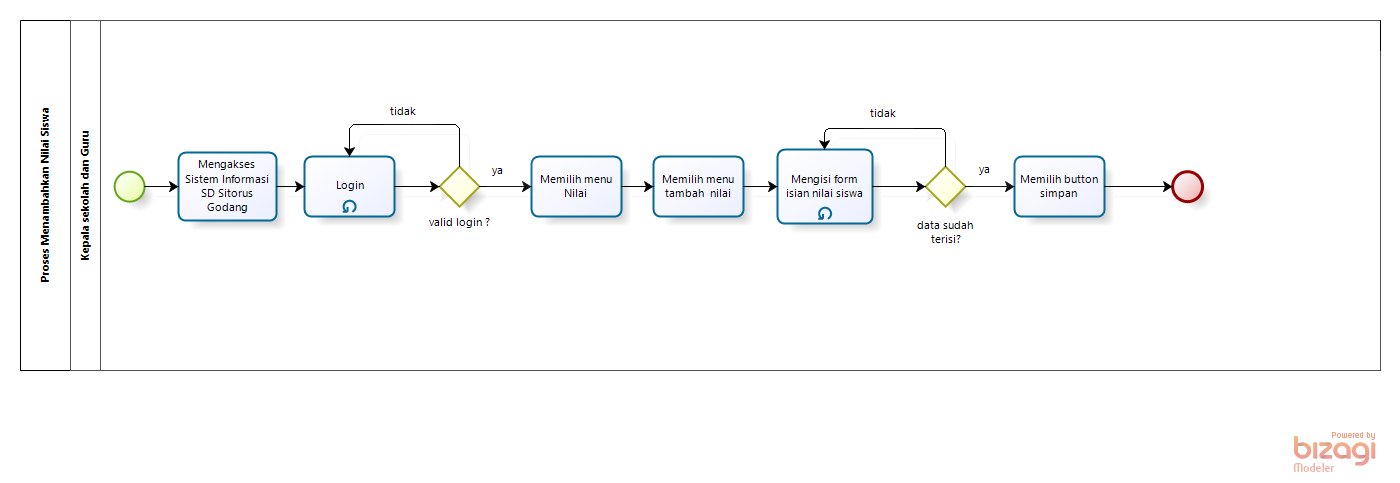 Proses Menambahkan Nilai Siswa
Kepala sekolah dan Guru
Mengakses
Sistem Informasi
SD Sitorus
Godang
Login
tidak
valid login ?
ya
Memilih menu
Nilai
Memilih menu
tambah nilai
Mengisi form
isian nilai siswa
tidak
data sudah
terisi?
ya
Memilih button
simpan
Powered by
bizagi
Modeler